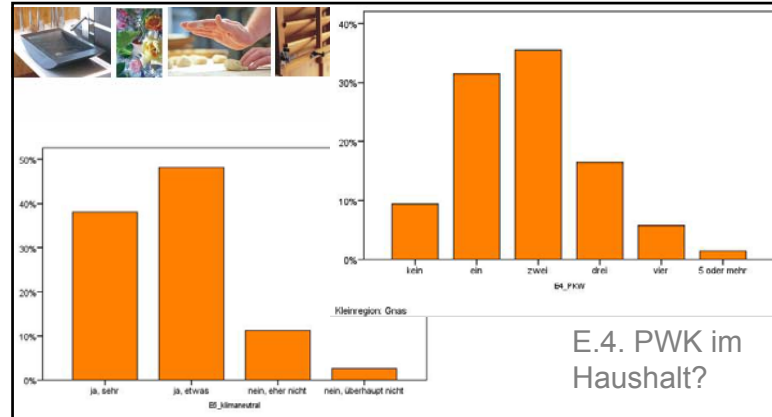 40%
30%
20%
10%
0%
kein ein zwei drei vier 5 oder mehr
E4_PKW
50%
40%
30%
20%
10%
0%
ja, sehr ja, etwas nein, eher nicht nein, überhaupt nicht
E5_klimaneutral
Kleinregion: Gnas
E.4. PWK im
Haushalt?